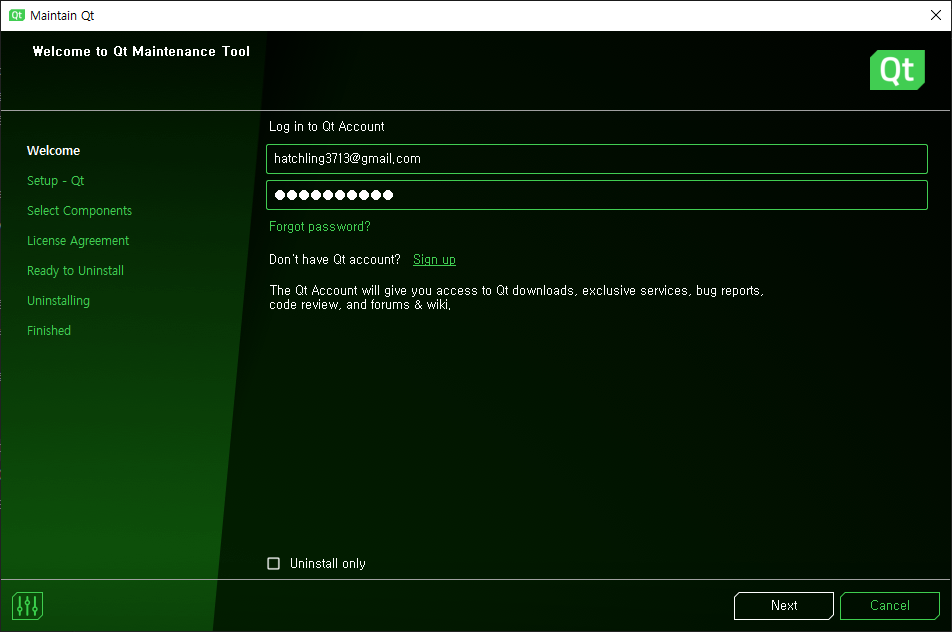 Qt Maintain Qt
Welcome to Qt Maintenance Tool
Qt
Welcome
Setup - Qt
Select Components
License Agreement
Ready to Uninstall
Uninstalling
Finished
Log in to Qt Account
hatchling3713@gmail.com
●●●●●●●●●●
Forgot password?
Don't have Qt account? Sign up
The Qt Account will give you access to Qt downloads, exclusive services, bug reports,
code review, and forums & wiki.
Uninstall only
Next
Cancel